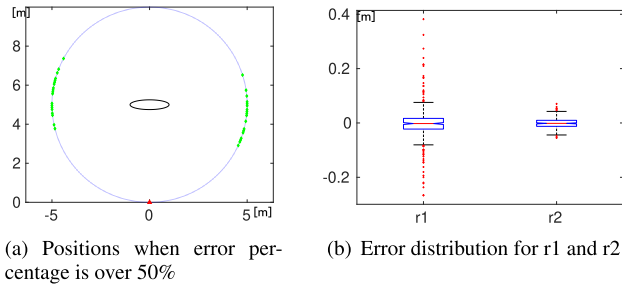 [m]
10
8
6
4
2
0
-5
0
5
[m]
[m]
0.4
0.2
0
-0.2
r1
r2
(a) Positions when error per-
centage is over 50%
(b) Error distribution for r1 and r2